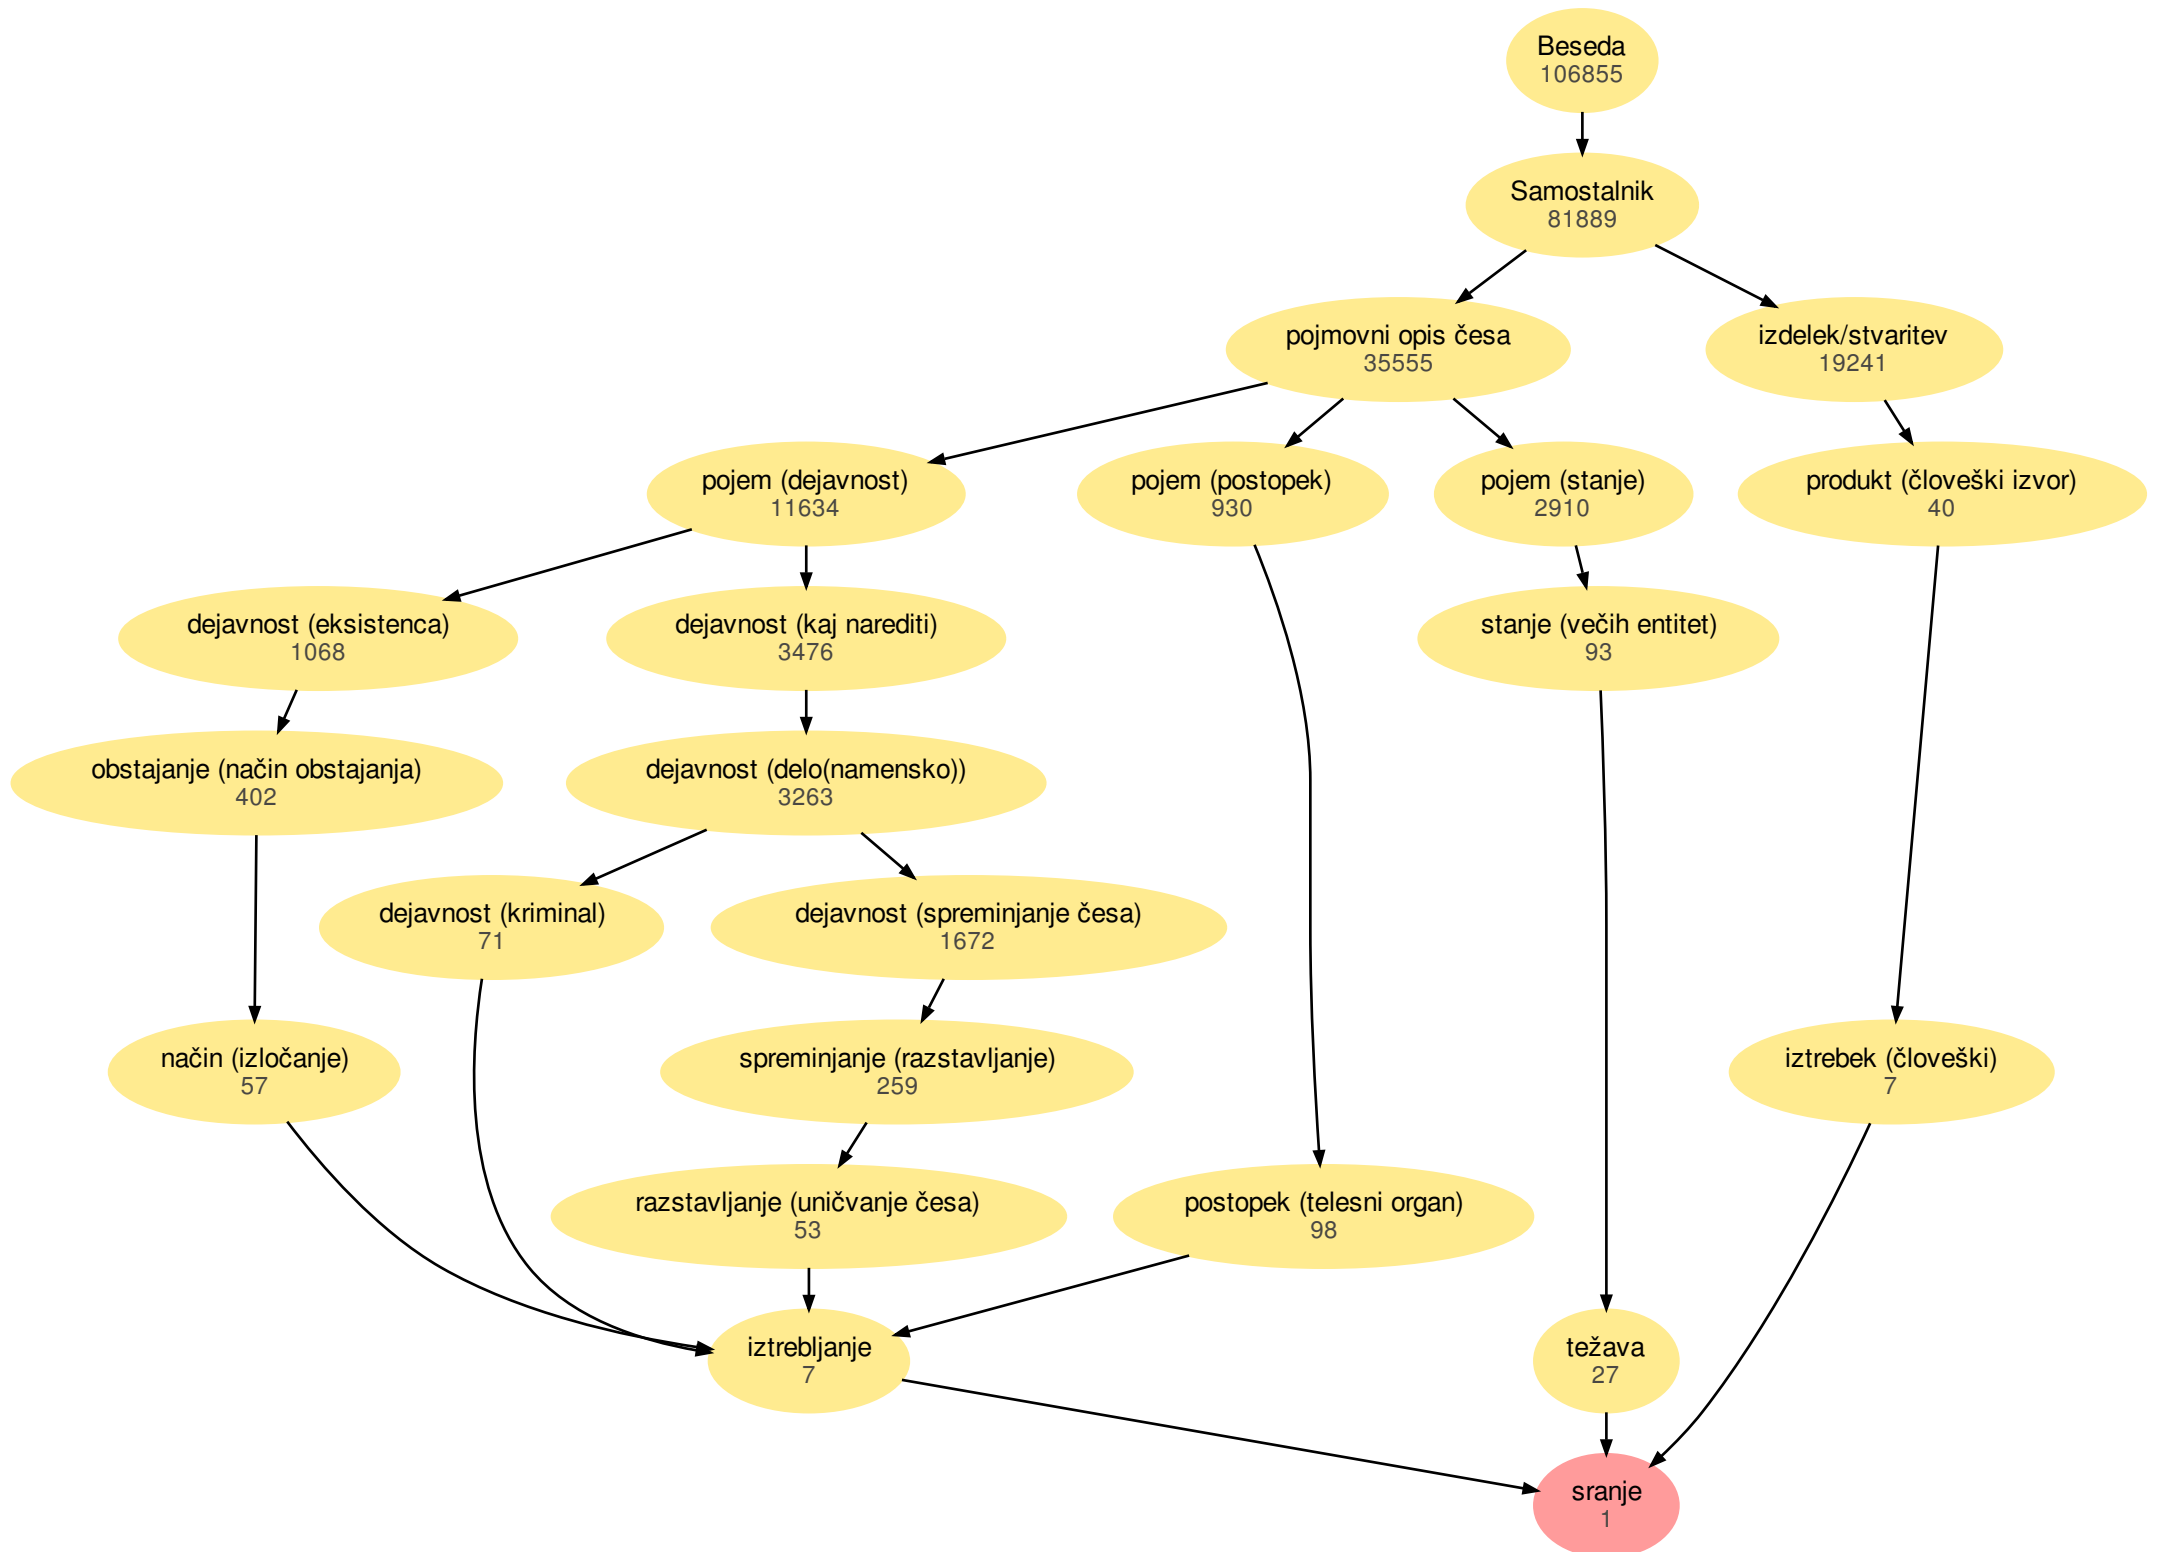 Beseda
106855
Samostalnik
81889
pojmovni opis česa
35555
izdelek/stvaritev
19241
pojem (dejavnost)
11634
pojem (postopek)
930
pojem (stanje)
2910
produkt (človeški izvor)
40
dejavnost (eksistenca)
1068
dejavnost (kaj narediti)
3476
stanje (večih entitet)
93
obstajanje (način obstajanja)
402
dejavnost (delo(namensko))
3263
dejavnost (kriminal)
71
dejavnost (spreminjanje česa)
1672
način (izločanje)
57
spreminjanje (razstavljanje)
259
iztrebek (človeški)
7
razstavljanje (uničvanje česa)
53
postopek (telesni organ)
98
iztrebljanje
7
težava
27
sranje
1